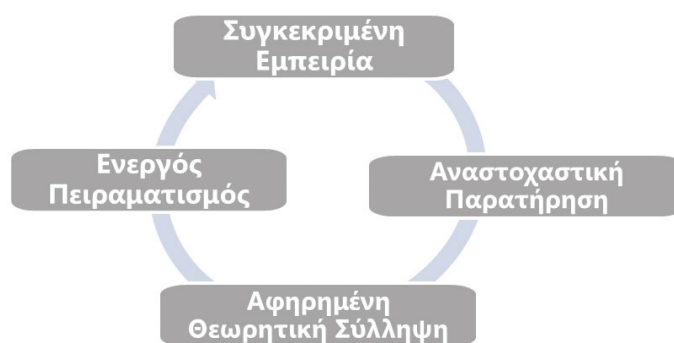 Συγκεκριμένη
Εμπειρία
Ενεργός
Πειραματισμός
Αναστοχαστική
Παρατήρηση
Αφηρημένη
Θεωρητική Σύλληψη